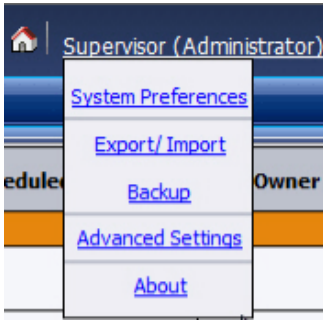 Supervisor (Administrator)
System Preferences
Export/ Import
Backup
eduled
Owner
Advanced Settings
About